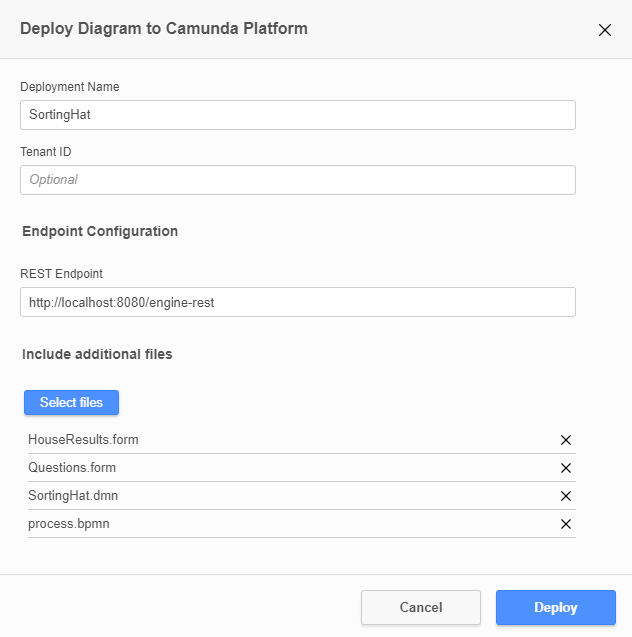 Deploy Diagram to Camunda Platform
Deployment Name
SortingHat
Tenant ID
Optional
Endpoint Configuration
REST Endpoint
http://localhost:8080/engine-rest
Include additional files
Select files
HouseResults.form
Questions.form
SortingHat.dmn
process.bpmn
Cancel Deploy